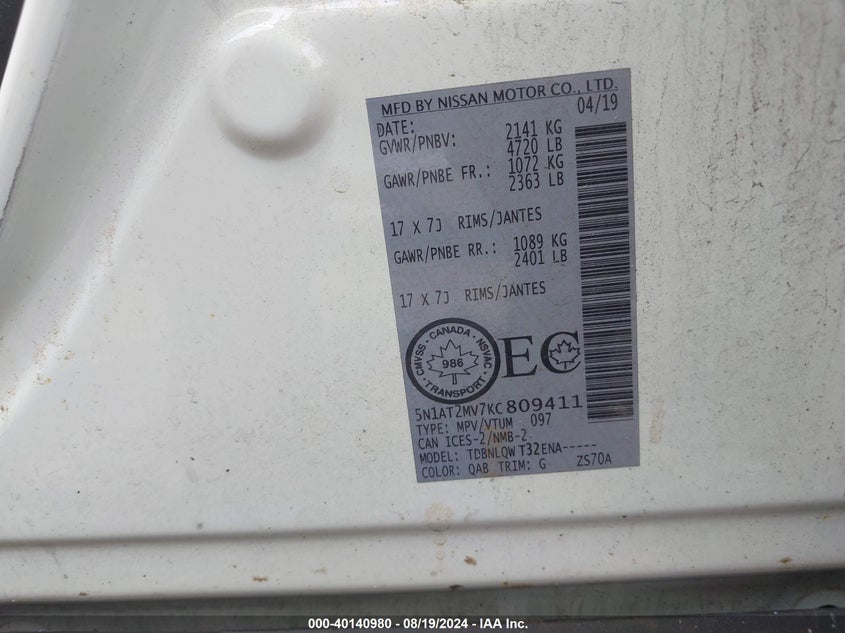 MFD BY NISSAN MOTOR CO., LTD.
DATE: 04/19
GVWR/PNBV: 2141 KG
4720 LB
GAWR/PNBE FR.: 1072 KG
2363 LB
17 X 7J RIMS/JANTES
GAWR/PNBE RR.: 1089 KG
2401 LB
17 X 7J RIMS/JANTES
CANADA
CMVSS NSVAC
986
TRANSPORT
EC
5N1AT2MV7KC809411
TYPE: MPV/VTUM 097
CAN ICES-2/NMB-2
MODEL: TDBNLQW T32ENA-----
COLOR: QAB TRIM: G ZS70A
000-40140980 - 08/19/2024 - IAA Inc.